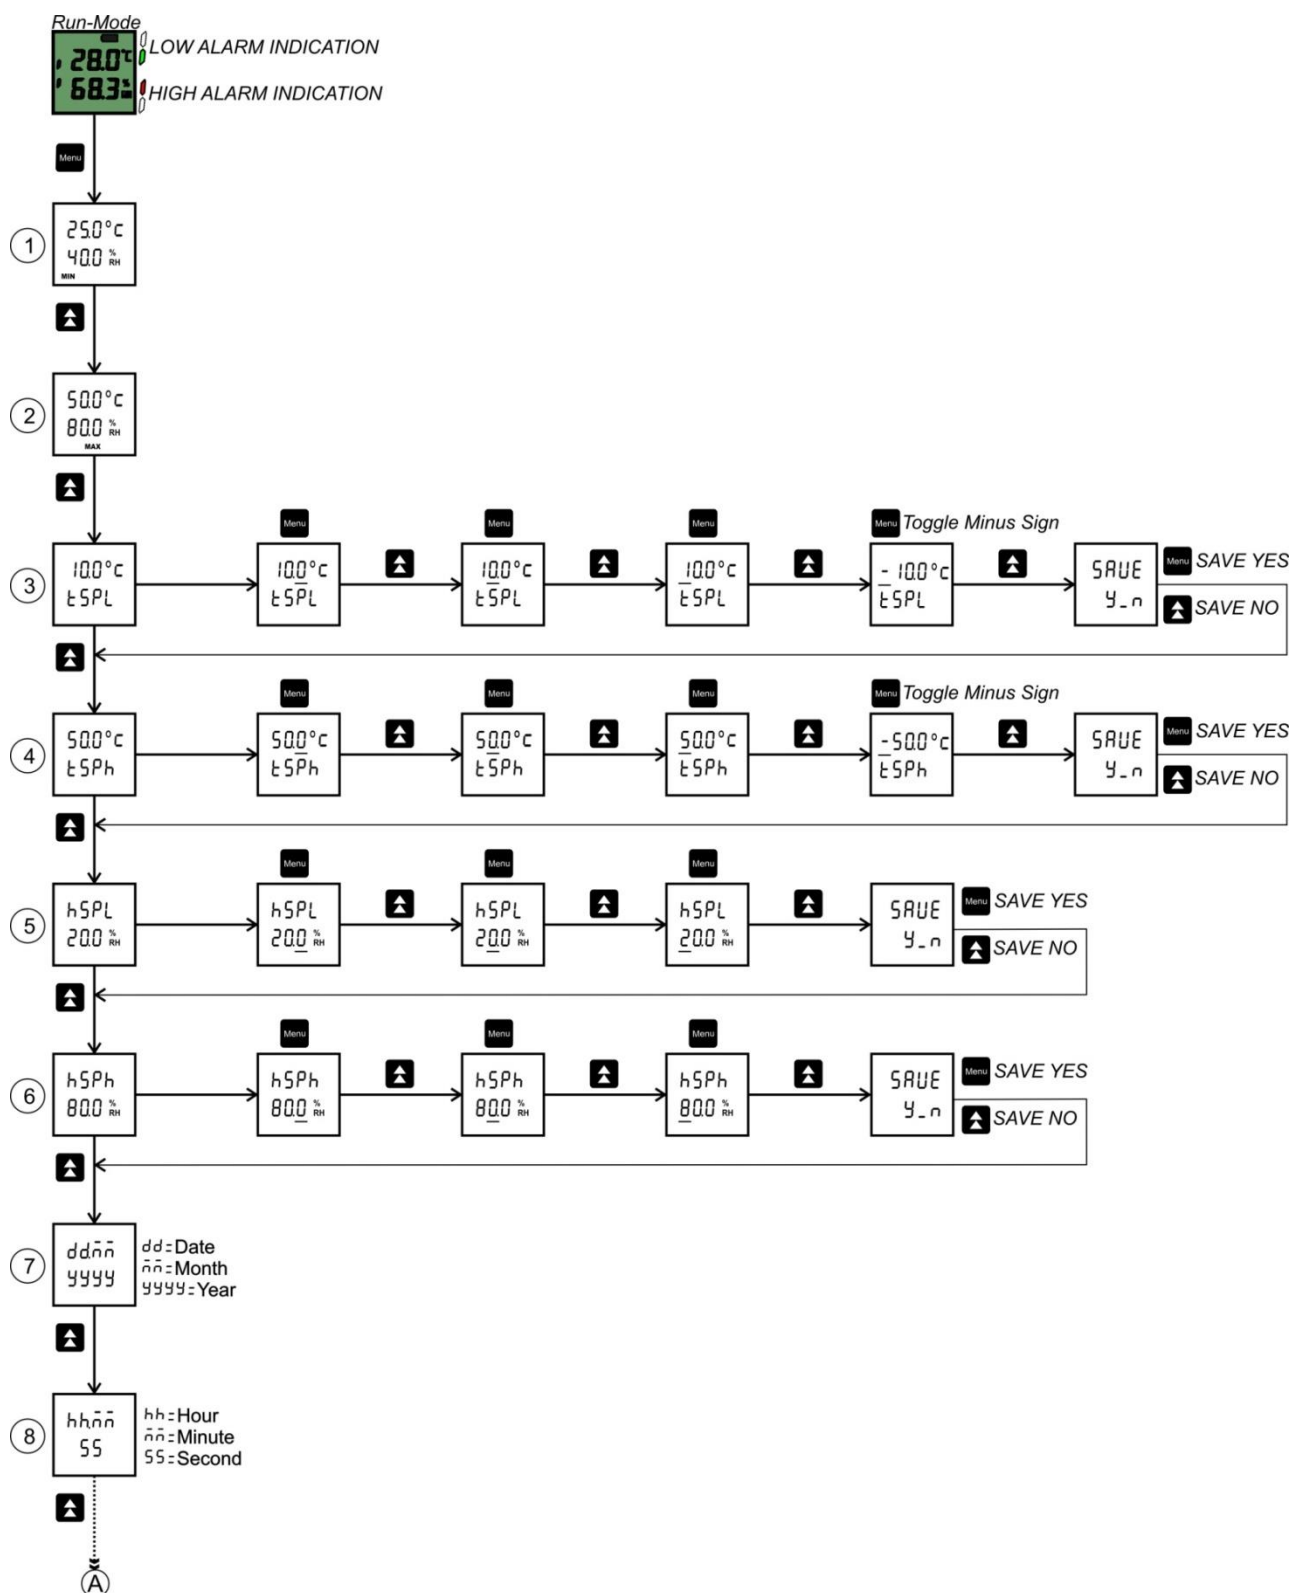 Run-Mode
28.0°C
68.3%
LOW ALARM INDICATION
HIGH ALARM INDICATION
Menu
1
25.0°C
40.0 % RH
MIN
2
50.0°C
80.0 % RH
MAX
Menu Menu Menu Menu Toggle Minus Sign
3
10.0°C 10.0°C 10.0°C 10.0°C -10.0°C SAVE
tSPL tSPL tSPL tSPL tSPL y_n
Menu SAVE YES
SAVE NO
Menu Menu Menu Menu Toggle Minus Sign
4
50.0°C 50.0°C 50.0°C 50.0°C -50.0°C SAVE
tSPh tSPh tSPh tSPh tSPh y_n
Menu SAVE YES
SAVE NO
Menu Menu Menu
5
hSPL hSPL hSPL hSPL SAVE
20.0 % RH 20.0 % RH 20.0 % RH 20.0 % RH y_n
Menu SAVE YES
SAVE NO
Menu Menu Menu
6
hSPh hSPh hSPh hSPh SAVE
80.0 % RH 80.0 % RH 80.0 % RH 80.0 % RH y_n
Menu SAVE YES
SAVE NO
7
dd.n̄n̄
yyyy
dd=Date
n̄n̄=Month
yyyy=Year
8
hh.n̄n̄
SS
hh=Hour
n̄n̄=Minute
SS=Second
A